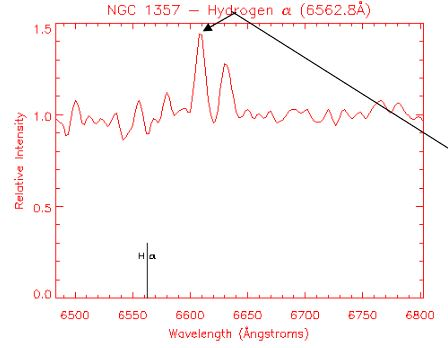 NGC 1357 – Hydrogen α (6562.8Å)
1.5
1.0
0.5
0.0
Relative Intensity
H α
6500 6550 6600 6650 6700 6750 6800
Wavelength (Ångstroms)